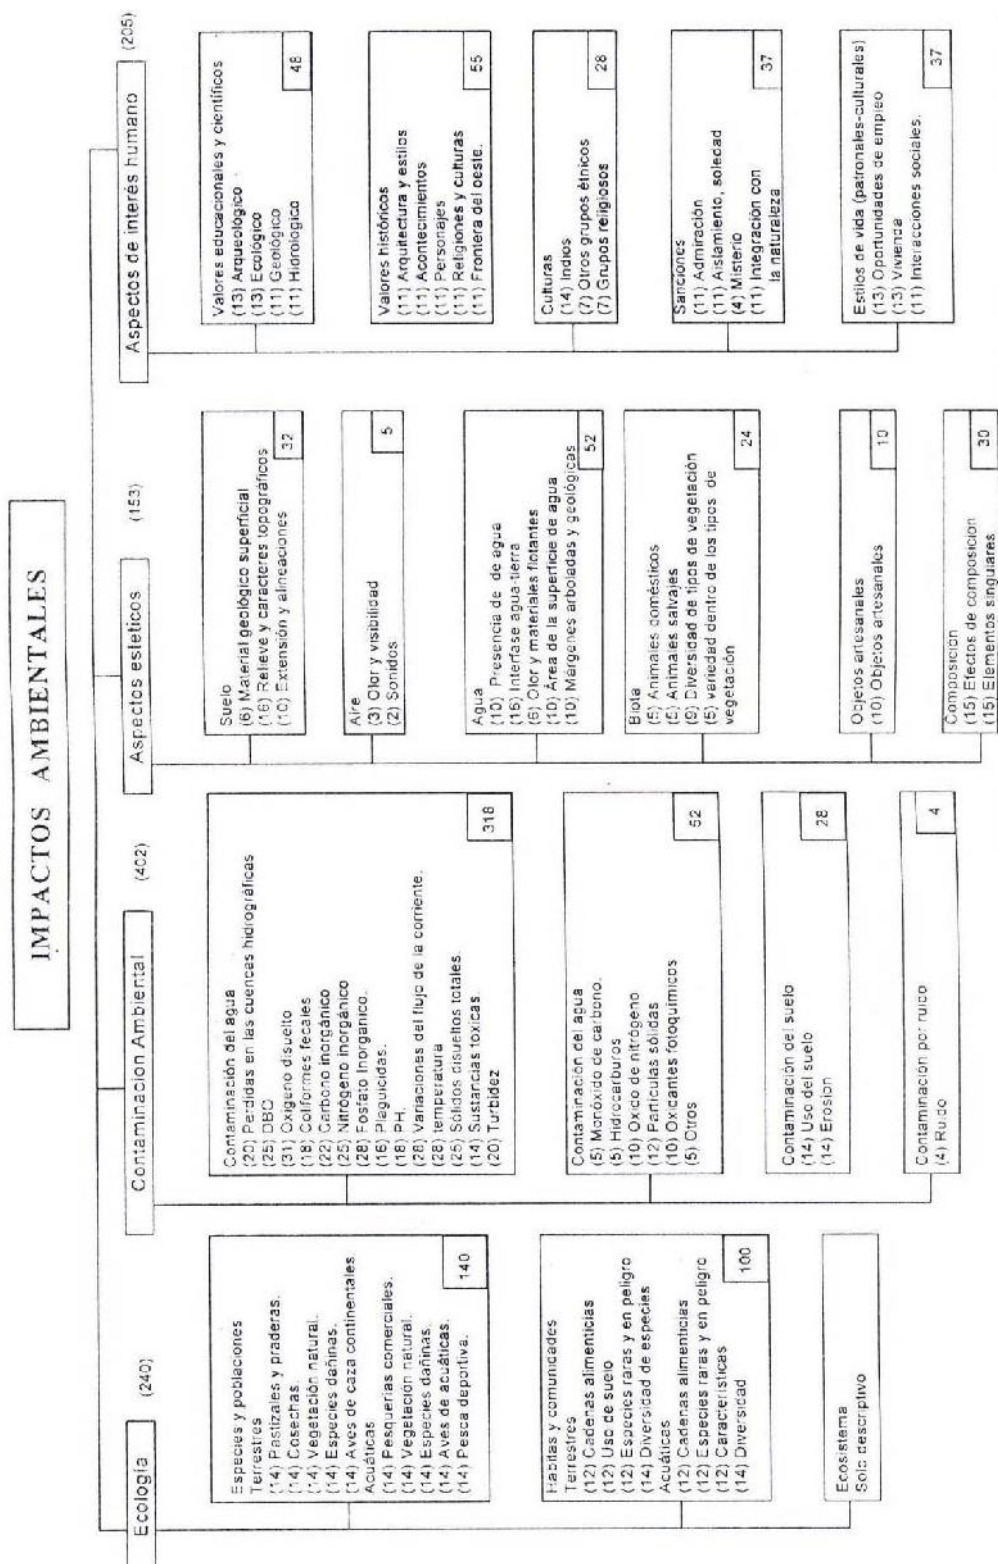 IMPACTOS AMBIENTALES
Ecología (240)
Especies y poblaciones
Terrestres
(14) Pastizales y praderas.
(14) Cosechas.
(14) Vegetación natural.
(14) Especies dañinas.
(14) Aves de caza continentales
Acuáticas
(14) Pesquerías comerciales.
(14) Vegetación natural.
(14) Especies dañinas.
(14) Aves de acuáticas.
(14) Pesca deportiva.
140
Habitas y comunidades
Terrestres
(12) Cadenas alimenticias
(12) Uso de suelo
(12) Especies raras y en peligro
(14) Diversidad de especies
Acuáticas
(12) Cadenas alimenticias
(12) Especies raras y en peligro
(12) Características
(14) Diversidad
100
Ecosistema
Solo descriptivo
Contaminacion Ambiental (402)
Contaminación del agua
(20) Perdidas en las cuencas hidrográficas
(25) DBO
(31) Oxigeno disuelto
(18) Coliformes fecales
(22) Carbono inorgánico
(25) Nitrógeno inorgánico
(28) Fosfato Inorganico.
(16) Plaguicidas.
(18) PH.
(28) Variaciones del flujo de la corriente.
(28) temperatura
(25) Sólidos disueltos totales.
(14) Sustancias toxicas.
(20) Turbidez
318
Contaminación del agua
(5) Monóxido de carbono.
(5) Hidrocarburos
(10) Oxico de nitrógeno
(12) Partículas sólidas
(10) Oxicantes fotoquímicos
(5) Otros
52
Contaminación del suelo
(14) Uso del suelo
(14) Erosion
28
Contaminación por ruido
(4) Ruido
4
Aspectos esteticos (153)
Suelo
(6) Material geológico superficial
(16) Relieve y caracteres topográficos
(10) Extensión y alineaciones
32
Aire
(3) Olor y visibilidad
(2) Sonidos
5
Agua
(10) Presencia de agua
(16) Interfase agua-tierra
(6) Olor y materiales flotantes
(10) Área de la superficie de agua
(10) Márgenes arboladas y geológicas
52
Biota
(5) Animales domésticos
(5) Animales salvajes
(9) Diversidad de tipos de vegetación
(5) variedad dentro de los tipos de
vegetación
24
Objetos artesanales
(10) Objetos artesanales
10
Composición
(15) Efectos de composición
(15) Elementos singulares
30
Aspectos de interés humano (205)
Valores educacionales y científicos
(13) Arqueológico
(13) Ecológico
(11) Geológico
(11) Hidrologico
48
Valores históricos
(11) Arquitectura y estilos
(11) Acontecimientos
(11) Personajes
(11) Religiones y culturas
(11) Frontera del oeste.
55
Culturas
(14) Indios
(7) Otros grupos étnicos
(7) Grupos religiosos
28
Sanciones
(11) Admiración
(11) Aislamiento, soledad
(4) Misterio
(11) Integración con
la naturaleza
37
Estilos de vida (patronales-culturales)
(13) Oportunidades de empleo
(13) Vivienda
(11) Interacciones sociales.
37